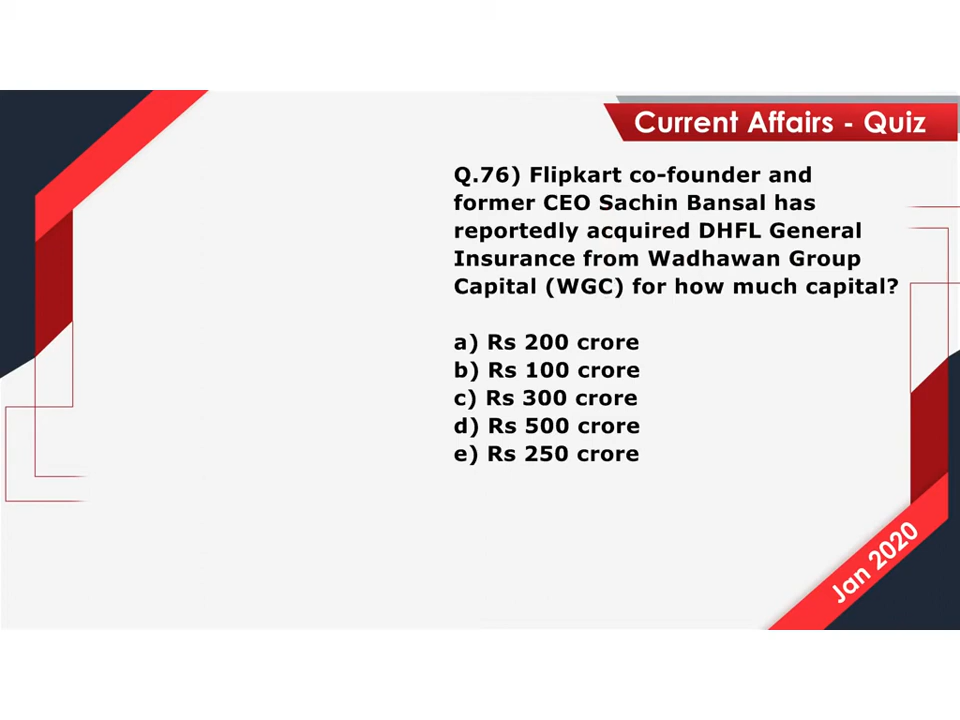 Current Affairs - Quiz
Q.76) Flipkart co-founder and
former CEO Sachin Bansal has
reportedly acquired DHFL General
Insurance from Wadhawan Group
Capital (WGC) for how much capital?
a) Rs 200 crore
b) Rs 100 crore
c) Rs 300 crore
d) Rs 500 crore
e) Rs 250 crore
Jan 2020